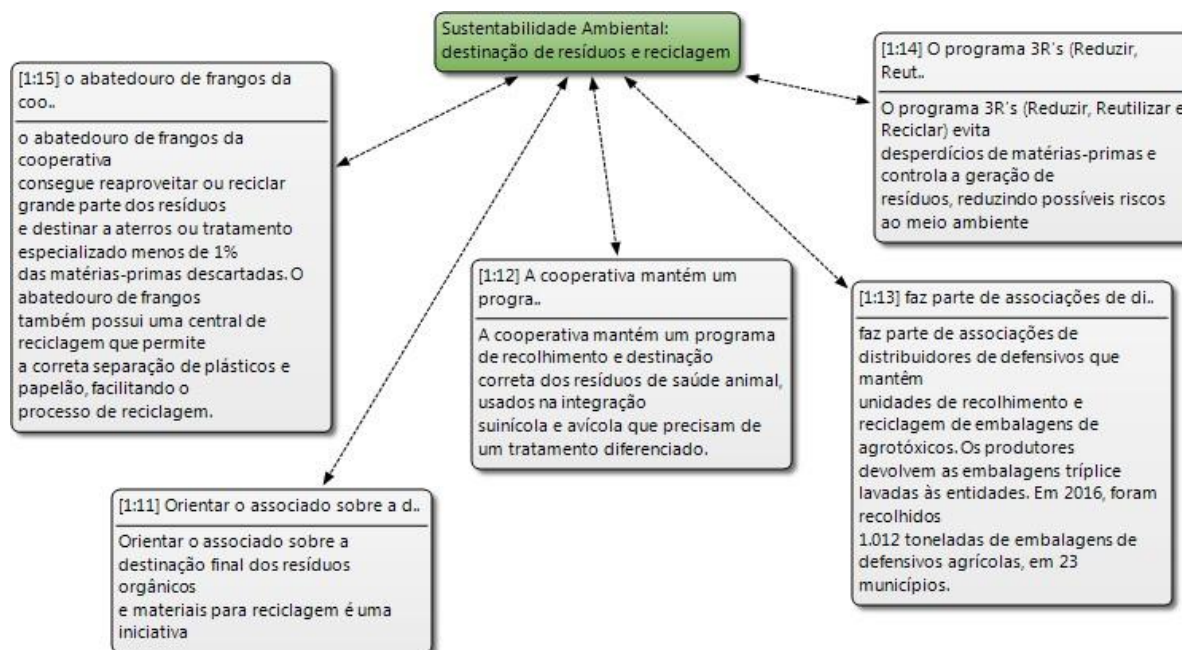 Sustentabilidade Ambiental:
destinação de resíduos e reciclagem
[1:15] o abatedouro de frangos da
coo..
o abatedouro de frangos da
cooperativa
consegue reaproveitar ou reciclar
grande parte dos resíduos
e destinar a aterros ou tratamento
especializado menos de 1%
das matérias-primas descartadas. O
abatedouro de frangos
também possui uma central de
reciclagem que permite
a correta separação de plásticos e
papelão, facilitando o
processo de reciclagem.
[1:14] O programa 3R´s (Reduzir,
Reut..
O programa 3R´s (Reduzir, Reutilizar e
Reciclar) evita
desperdícios de matérias-primas e
controla a geração de
resíduos, reduzindo possíveis riscos
ao meio ambiente
[1:12] A cooperativa mantém um
progra..
A cooperativa mantém um programa
de recolhimento e destinação
correta dos resíduos de saúde animal,
usados na integração
suinícola e avícola que precisam de
um tratamento diferenciado.
[1:13] faz parte de associações de di..
faz parte de associações de
distribuidores de defensivos que
mantêm
unidades de recolhimento e
reciclagem de embalagens de
agrotóxicos. Os produtores
devolvem as embalagens tríplice
lavadas às entidades. Em 2016, foram
recolhidos
1.012 toneladas de embalagens de
defensivos agrícolas, em 23
municípios.
[1:11] Orientar o associado sobre a d..
Orientar o associado sobre a
destinação final dos resíduos
orgânicos
e materiais para reciclagem é uma
iniciativa